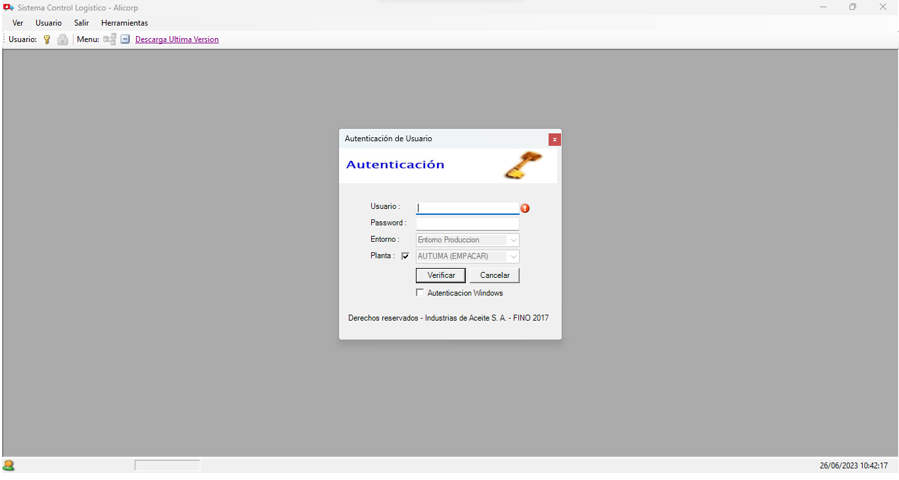 Sistema Control Logistico - Alicorp
Ver Usuario Salir Herramientas
Usuario: Menu: Descarga Ultima Version
Autenticación de Usuario
Autenticación
Usuario :
Password :
Entorno : Entorno Produccion
Planta : AUTUMA (EMPACAR)
Verificar Cancelar
Autenticacion Windows
Derechos reservados - Industrias de Aceite S. A. - FINO 2017
26/06/2023 10:42:17